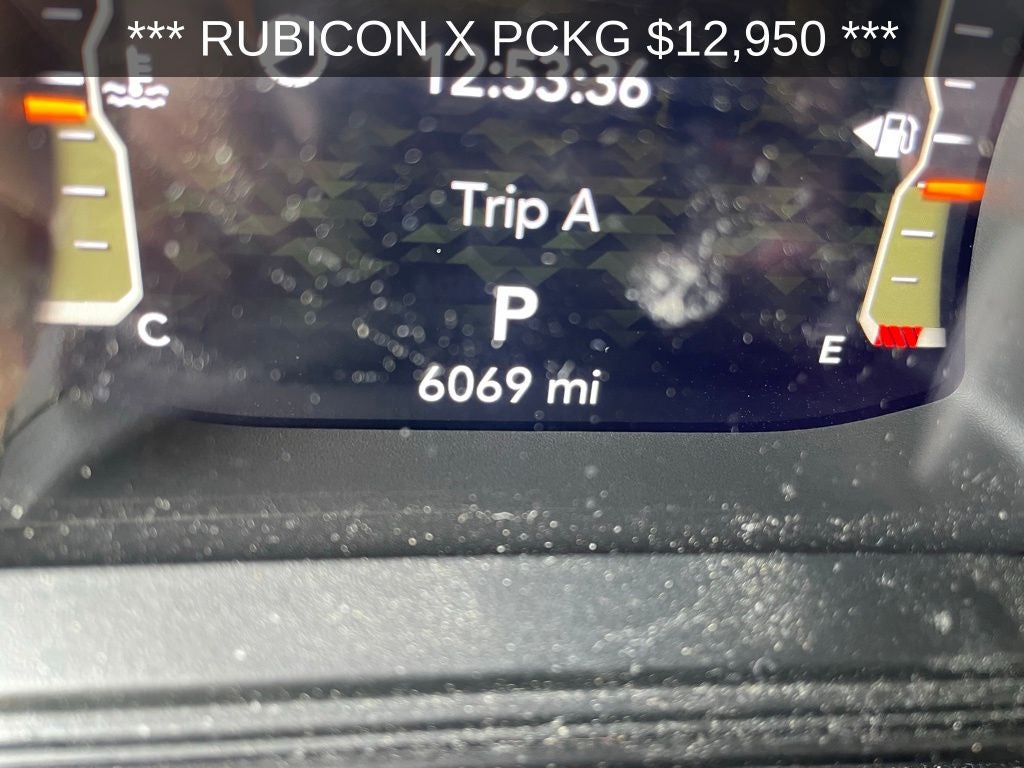 *** RUBICON X PCKG $12,950 ***
12:53:36
Trip A
P
C
E
6069 mi